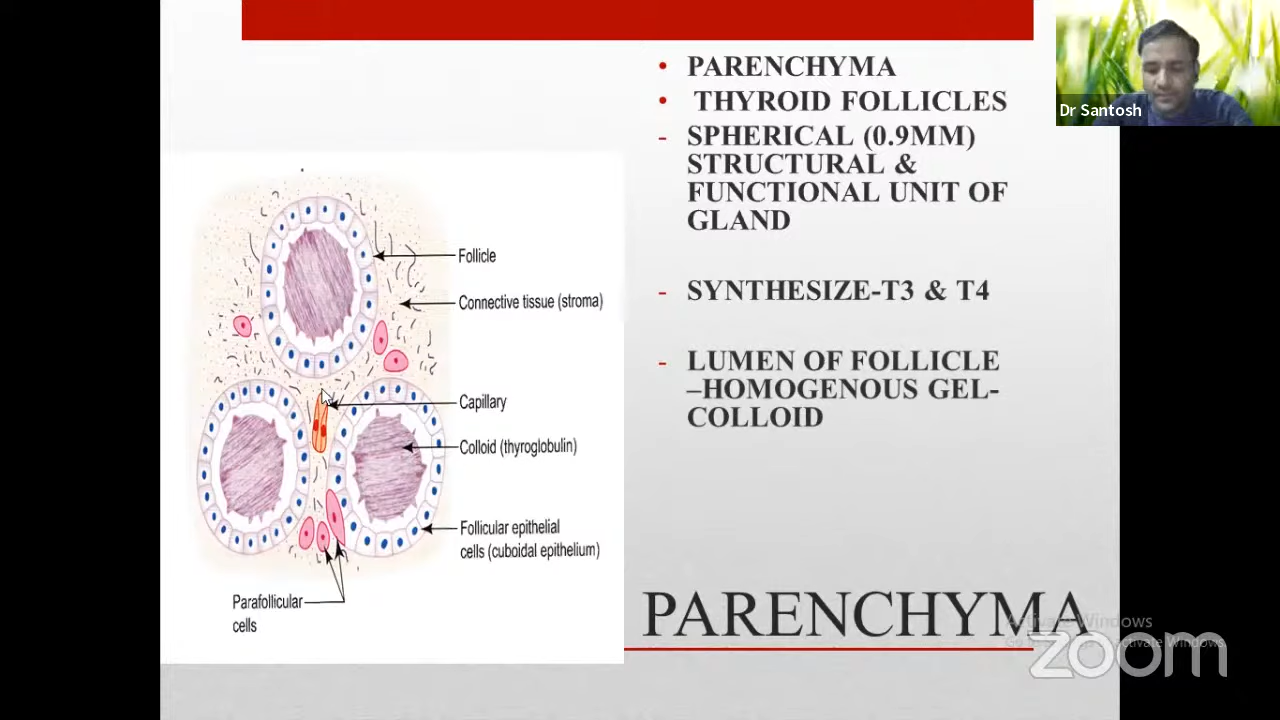 • PARENCHYMA
• THYROID FOLLICLES
- SPHERICAL (0.9MM)
STRUCTURAL &
FUNCTIONAL UNIT OF
GLAND
- SYNTHESIZE-T3 & T4
- LUMEN OF FOLLICLE
–HOMOGENOUS GEL-
COLLOID
Dr Santosh
Follicle
Connective tissue (stroma)
Capillary
Colloid (thyroglobulin)
Follicular epithelial
cells (cuboidal epithelium)
Parafollicular
cells
PARENCHYMA
Activate Windows
Activate Windows.
zoom